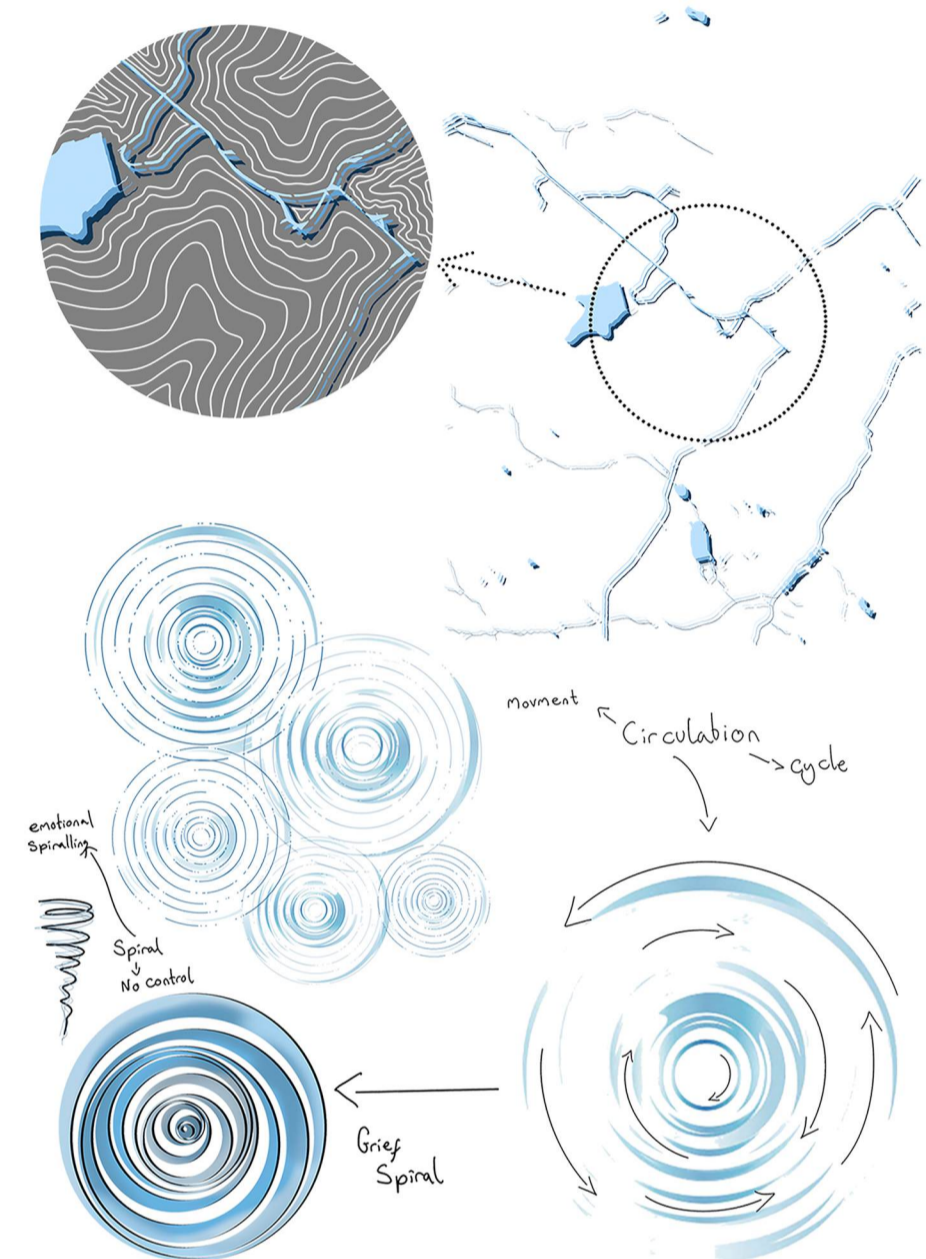 Movment
Circulation
cycle
emotional
spiralling
Spiral
No control
Grief
Spiral